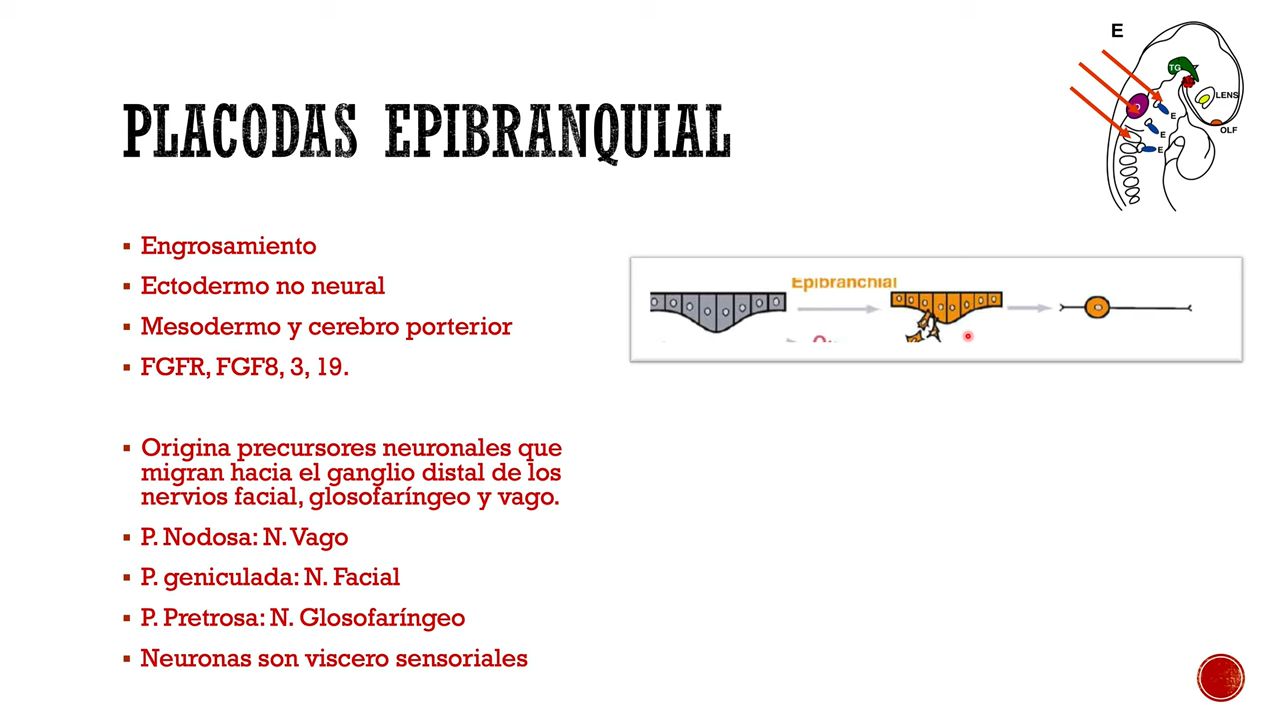 E
TG
LENS
E
OLF
E
E
PLACODAS EPIBRANQUIAL
▪ Engrosamiento
▪ Ectodermo no neural
▪ Mesodermo y cerebro porterior
▪ FGFR, FGF8, 3, 19.
▪ Origina precursores neuronales que
migran hacia el ganglio distal de los
nervios facial, glosofaríngeo y vago.
▪ P. Nodosa: N. Vago
▪ P. geniculada: N. Facial
▪ P. Pretrosa: N. Glosofaríngeo
▪ Neuronas son viscero sensoriales
Epibranchial